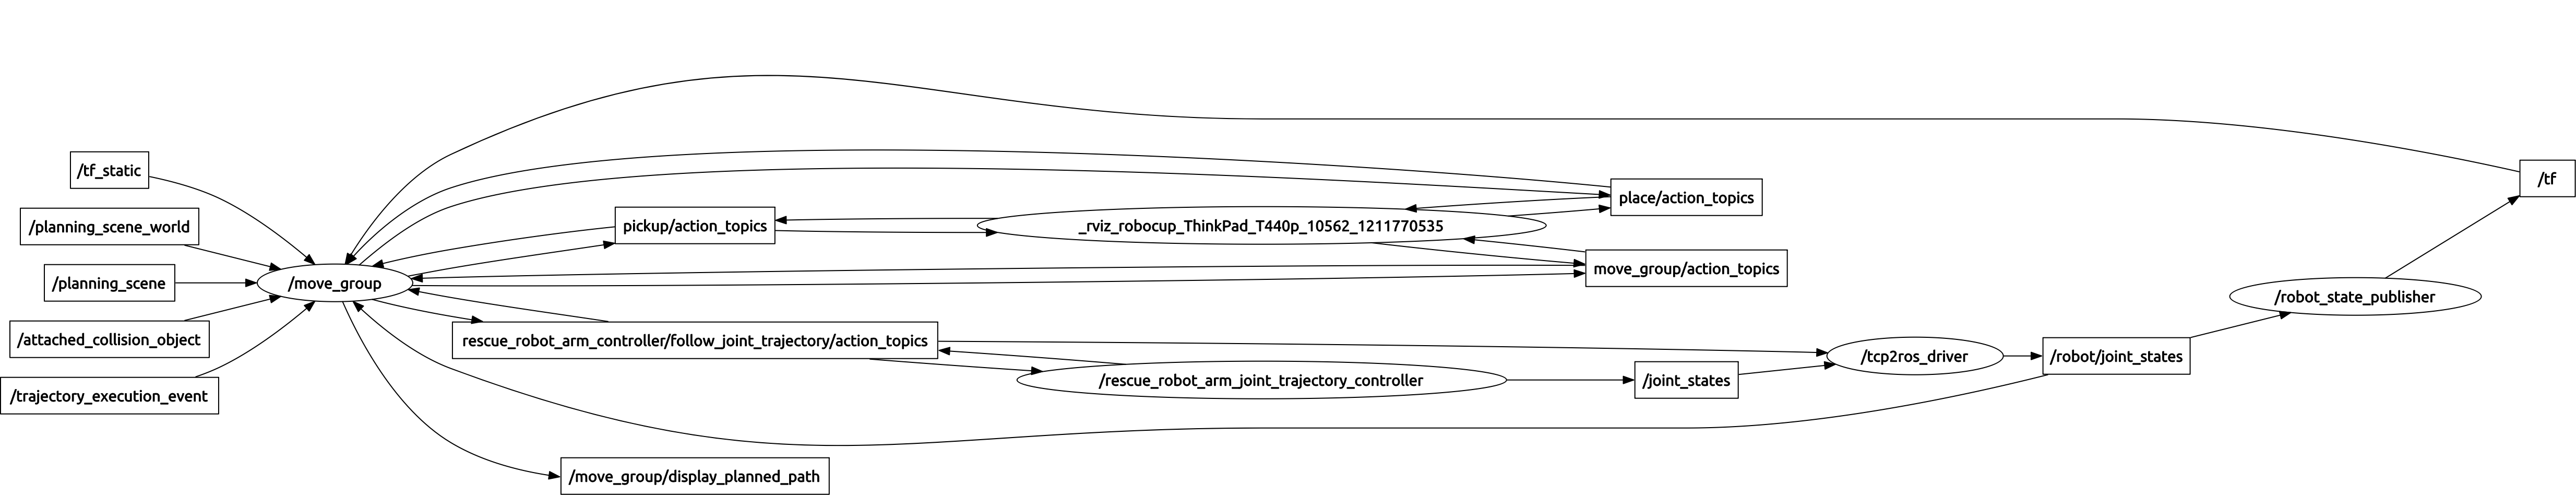 /tf_static
/planning_scene_world
/planning_scene
/attached_collision_object
/trajectory_execution_event
/move_group
pickup/action_topics
rescue_robot_arm_controller/follow_joint_trajectory/action_topics
/move_group/display_planned_path
_rviz_robocup_ThinkPad_T440p_10562_1211770535
/rescue_robot_arm_joint_trajectory_controller
place/action_topics
move_group/action_topics
/joint_states
/tcp2ros_driver
/robot/joint_states
/robot_state_publisher
/tf